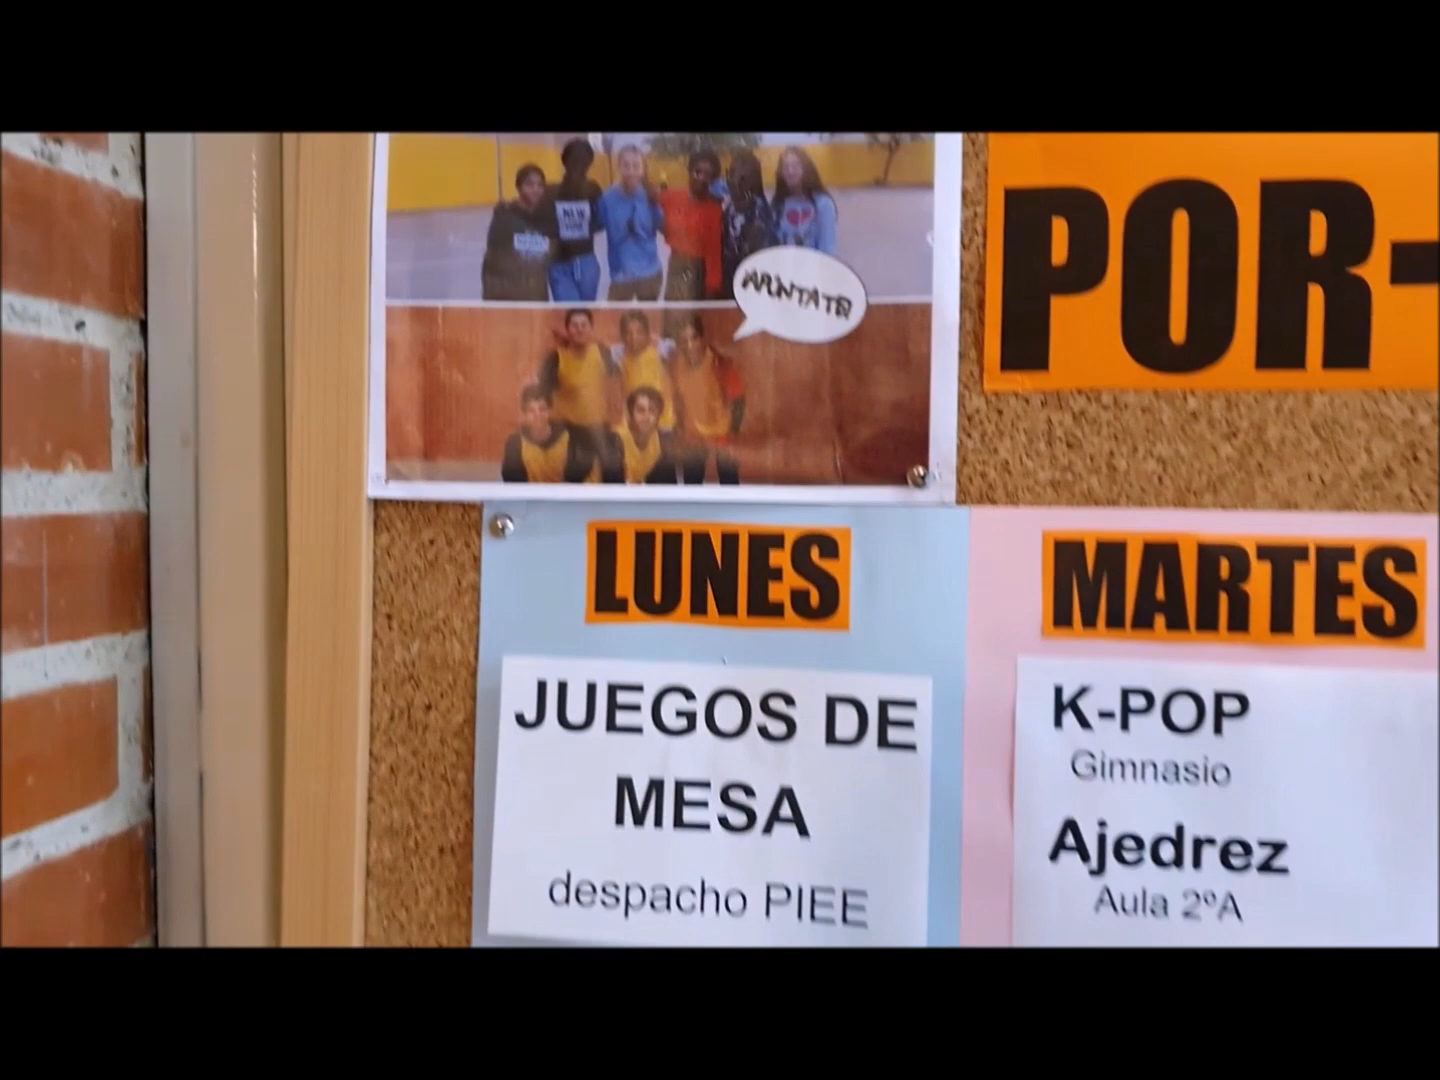 ¡APÚNTATE!
POR-
LUNES
JUEGOS DE
MESA
despacho PIEE
MARTES
K-POP
Gimnasio
Ajedrez
Aula 2ºA